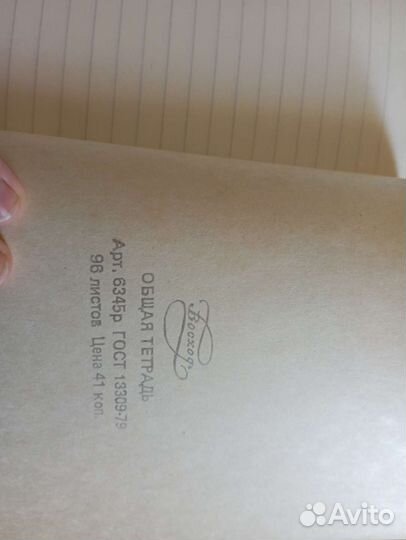 Восход
ОБЩАЯ ТЕТРАДЬ
Арт. 6345р ГОСТ 13309-79
96 листов Цена 41 коп.
Avito